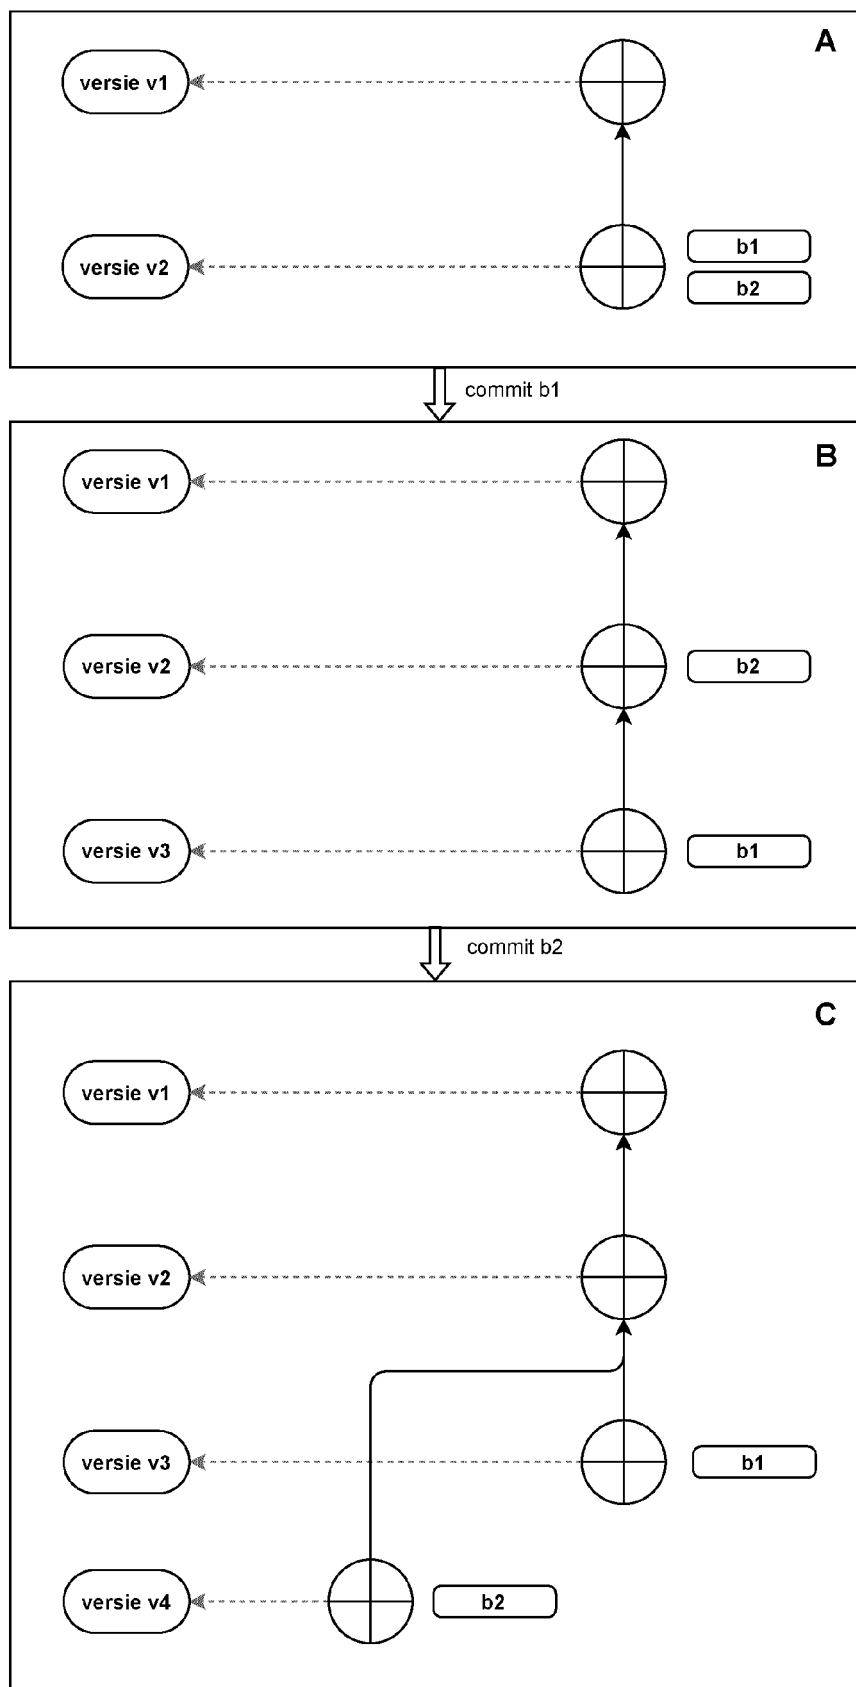 A
versie v1
versie v2
b1
b2
commit b1
B
versie v1
versie v2
b2
versie v3
b1
commit b2
C
versie v1
versie v2
versie v3
b1
versie v4
b2